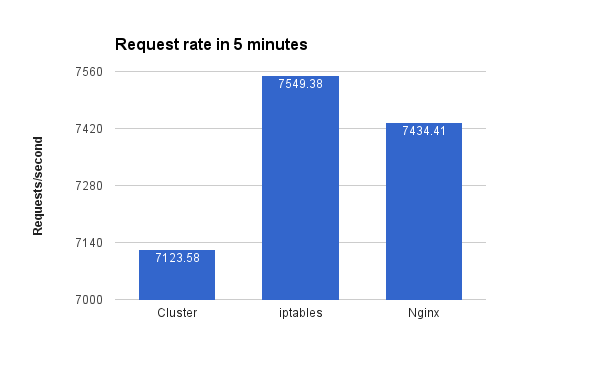 Request rate in 5 minutes
Requests/second
7560
7420
7280
7140
7000
7123.58
7549.38
7434.41
Cluster
iptables
Nginx